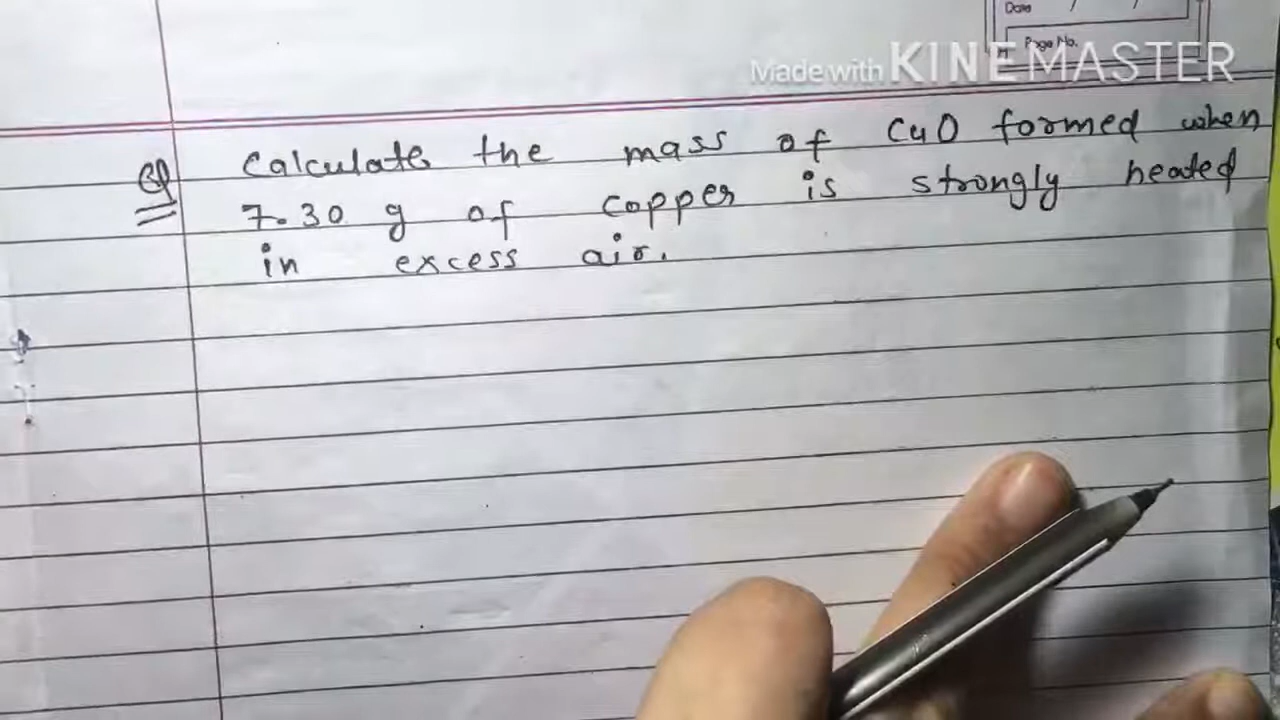 Date / /
Page No.
Made with KINEMASTER
Q Calculate the mass of CuO formed when
7.30 g of copper is strongly heated
in excess air.